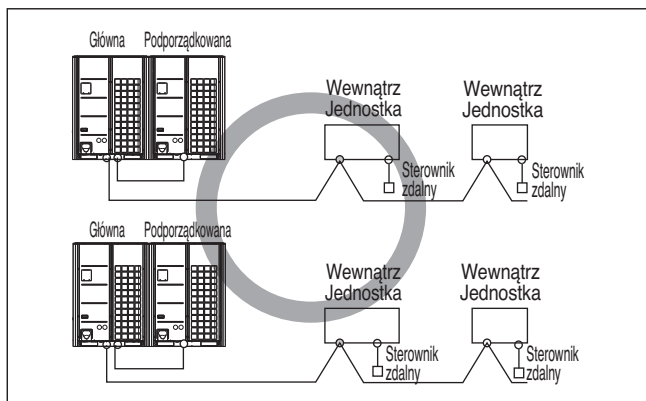 Główna Podporządkowana
Wewnątrz
Jednostka
Wewnątrz
Jednostka
Sterownik
zdalny
Sterownik
zdalny
Główna Podporządkowana
Wewnątrz
Jednostka
Wewnątrz
Jednostka
Sterownik
zdalny
Sterownik
zdalny